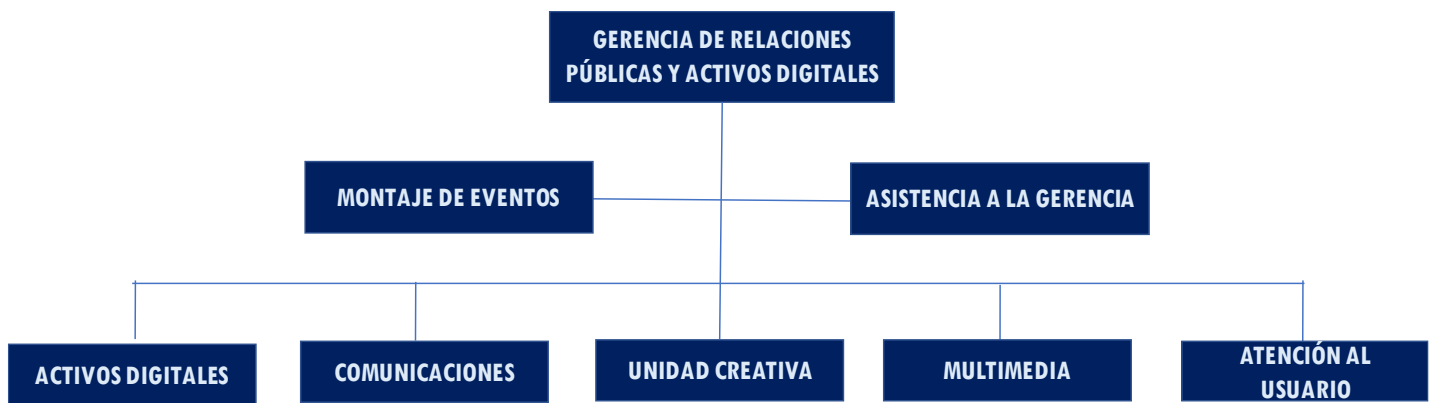 GERENCIA DE RELACIONES
PÚBLICAS Y ACTIVOS DIGITALES
MONTAJE DE EVENTOS
ASISTENCIA A LA GERENCIA
ACTIVOS DIGITALES
COMUNICACIONES
UNIDAD CREATIVA
MULTIMEDIA
ATENCIÓN AL
USUARIO